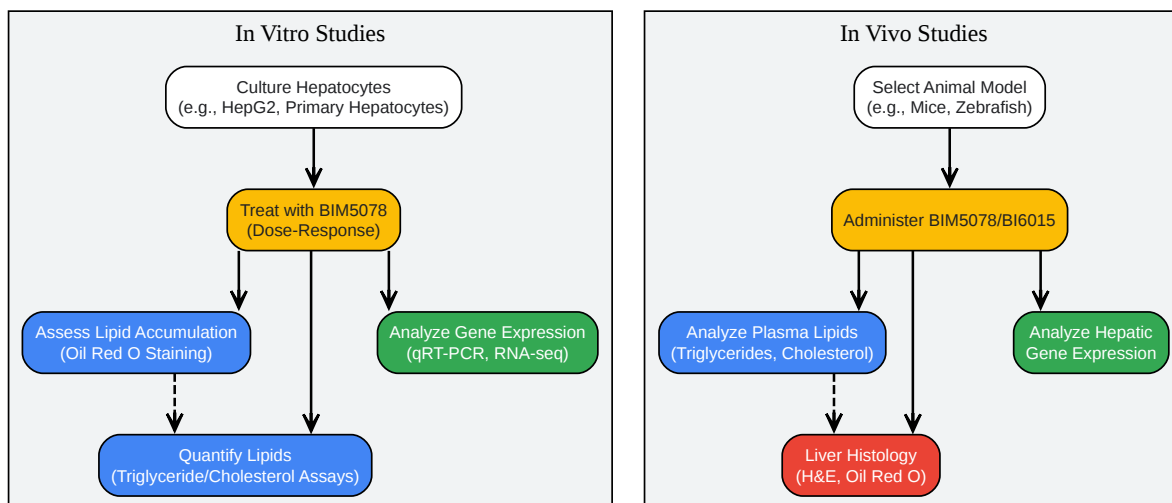 In Vitro Studies
Culture Hepatocytes
(e.g., HepG2, Primary Hepatocytes)
Treat with BIM5078
(Dose-Response)
Assess Lipid Accumulation
(Oil Red O Staining)
Analyze Gene Expression
(qRT-PCR, RNA-seq)
Quantify Lipids
(Triglyceride/Cholesterol Assays)
In Vivo Studies
Select Animal Model
(e.g., Mice, Zebrafish)
Administer BIM5078/BI6015
Analyze Plasma Lipids
(Triglycerides, Cholesterol)
Analyze Hepatic
Gene Expression
Liver Histology
(H&E, Oil Red O)